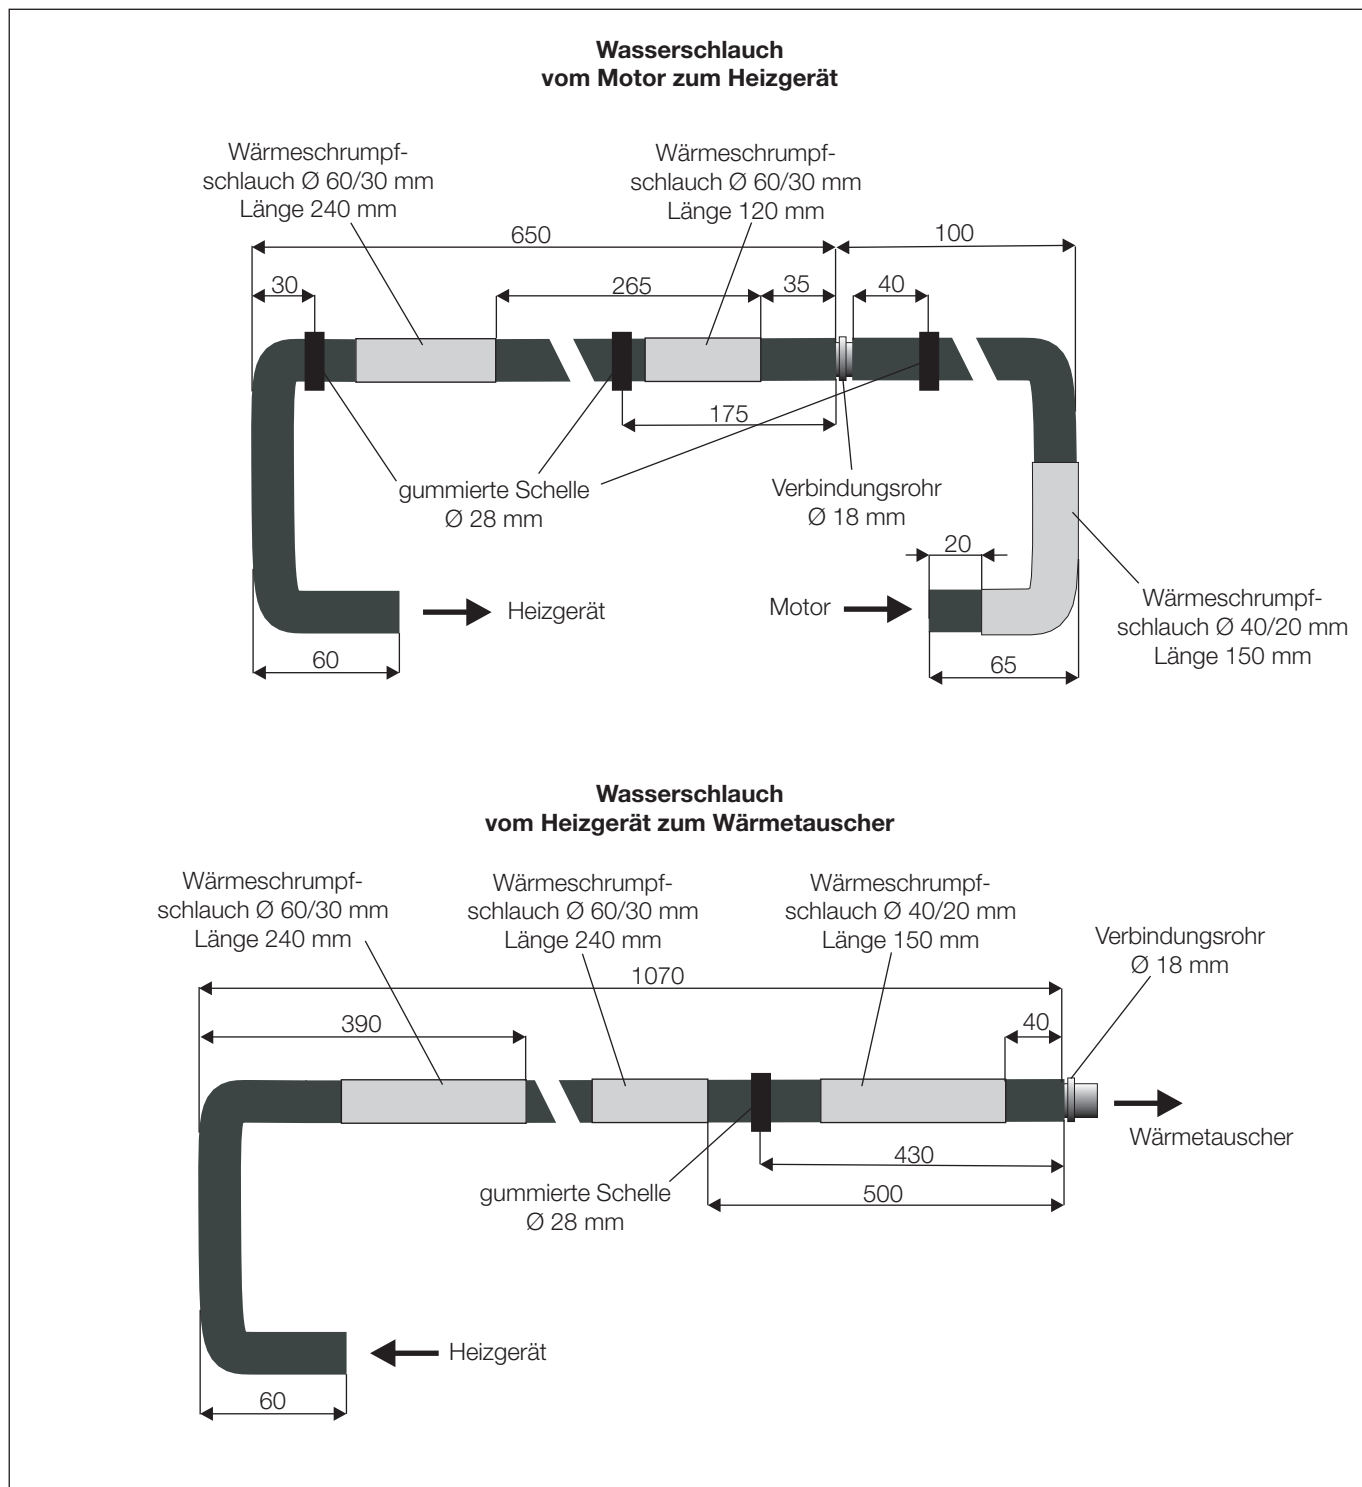 Wasserschlauch
vom Motor zum Heizgerät
Wärmeschrumpf-
schlauch Ø 60/30 mm
Länge 240 mm
Wärmeschrumpf-
schlauch Ø 60/30 mm
Länge 120 mm
650
100
30
265
35
40
175
gummierte Schelle
Ø 28 mm
Verbindungsrohr
Ø 18 mm
20
Heizgerät
Motor
Wärmeschrumpf-
schlauch Ø 40/20 mm
Länge 150 mm
60
65
Wasserschlauch
vom Heizgerät zum Wärmetauscher
Wärmeschrumpf-
schlauch Ø 60/30 mm
Länge 240 mm
Wärmeschrumpf-
schlauch Ø 60/30 mm
Länge 240 mm
Wärmeschrumpf-
schlauch Ø 40/20 mm
Länge 150 mm
Verbindungsrohr
Ø 18 mm
1070
390
40
Wärmetauscher
430
gummierte Schelle
Ø 28 mm
500
Heizgerät
60